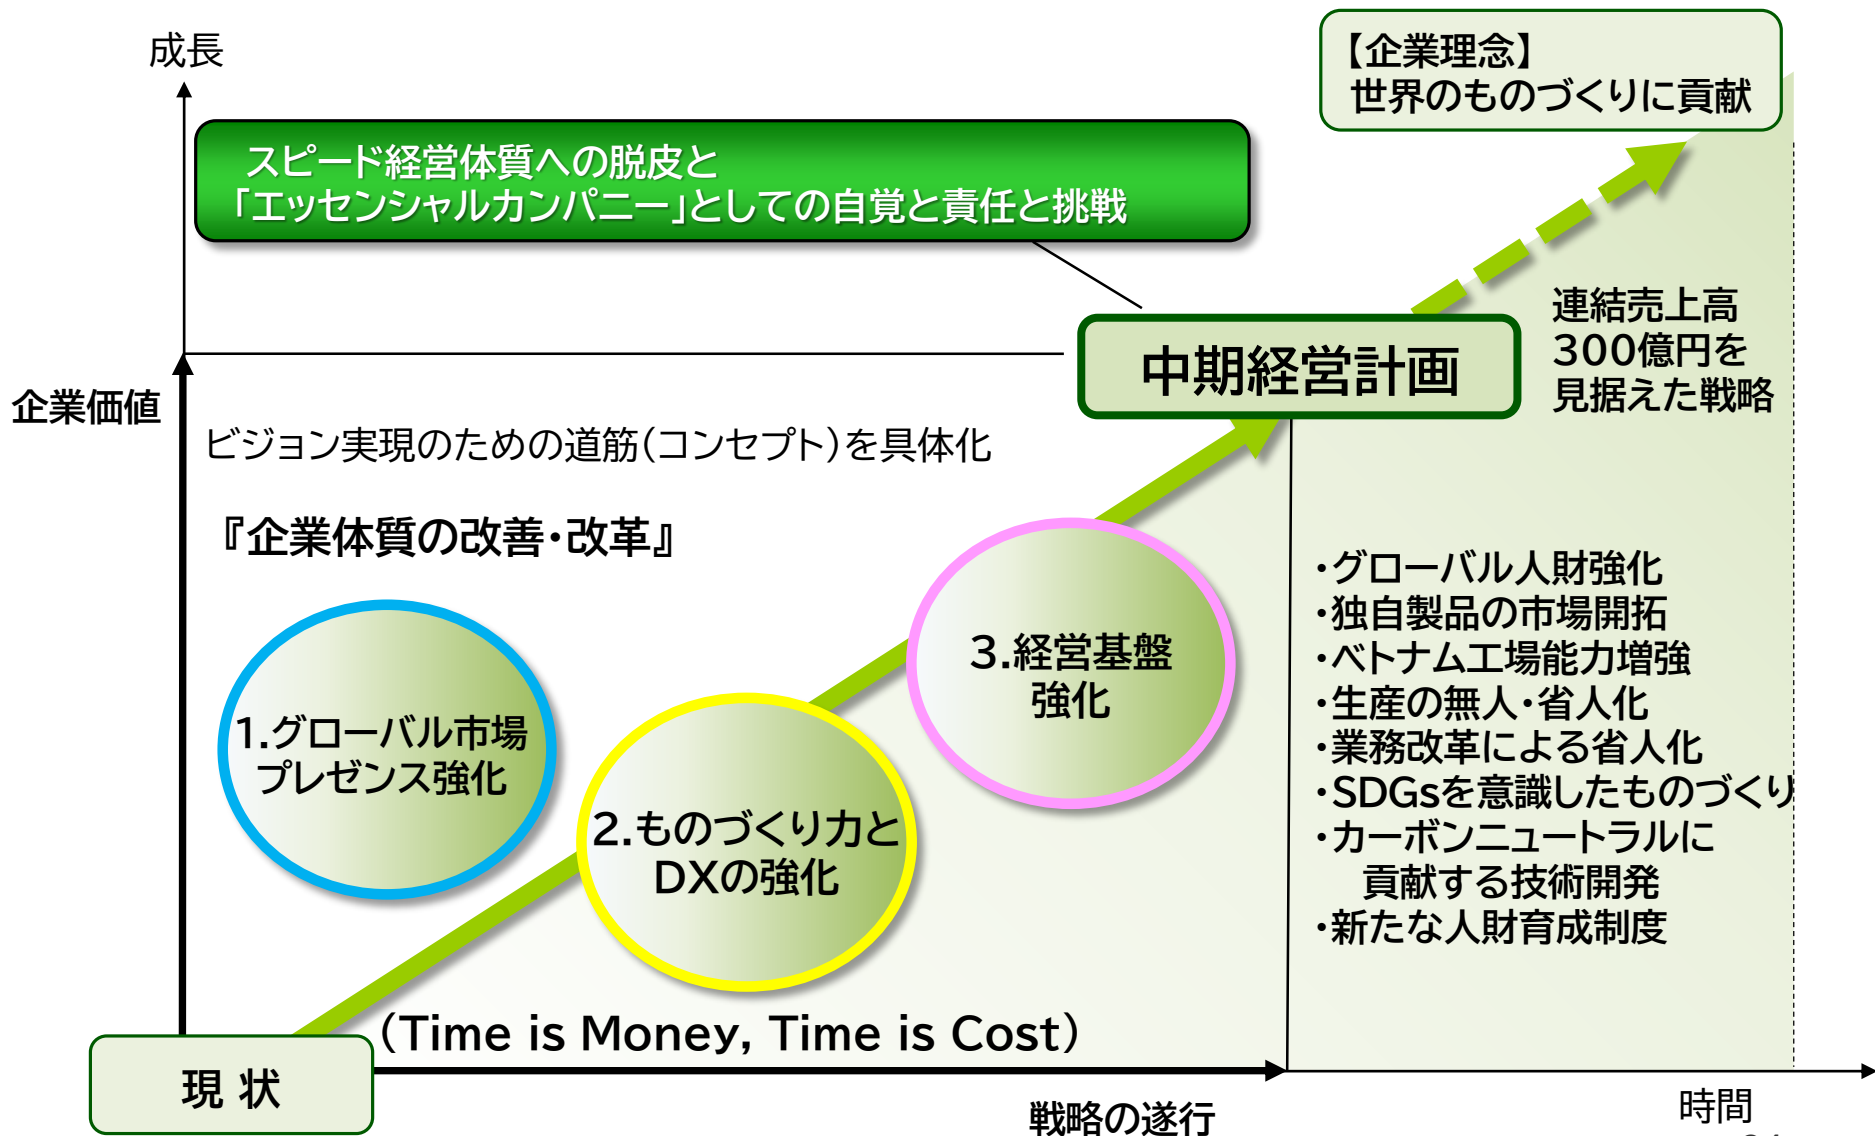 成長
【企業理念】
世界のものづくりに貢献
スピード経営体質への脱皮と
「エッセンシャルカンパニー」としての自覚と責任と挑戦
連結売上高
300億円を
見据えた戦略
中期経営計画
企業価値
ビジョン実現のための道筋(コンセプト)を具体化
『企業体質の改善・改革』
1.グローバル市場
プレゼンス強化
2.ものづくり力と
DXの強化
3.経営基盤
強化
・グローバル人財強化
・独自製品の市場開拓
・ベトナム工場能力増強
・生産の無人・省人化
・業務改革による省人化
・SDGsを意識したものづくり
・カーボンニュートラルに
貢献する技術開発
・新たな人財育成制度
(Time is Money, Time is Cost)
現 状
戦略の遂行
時間